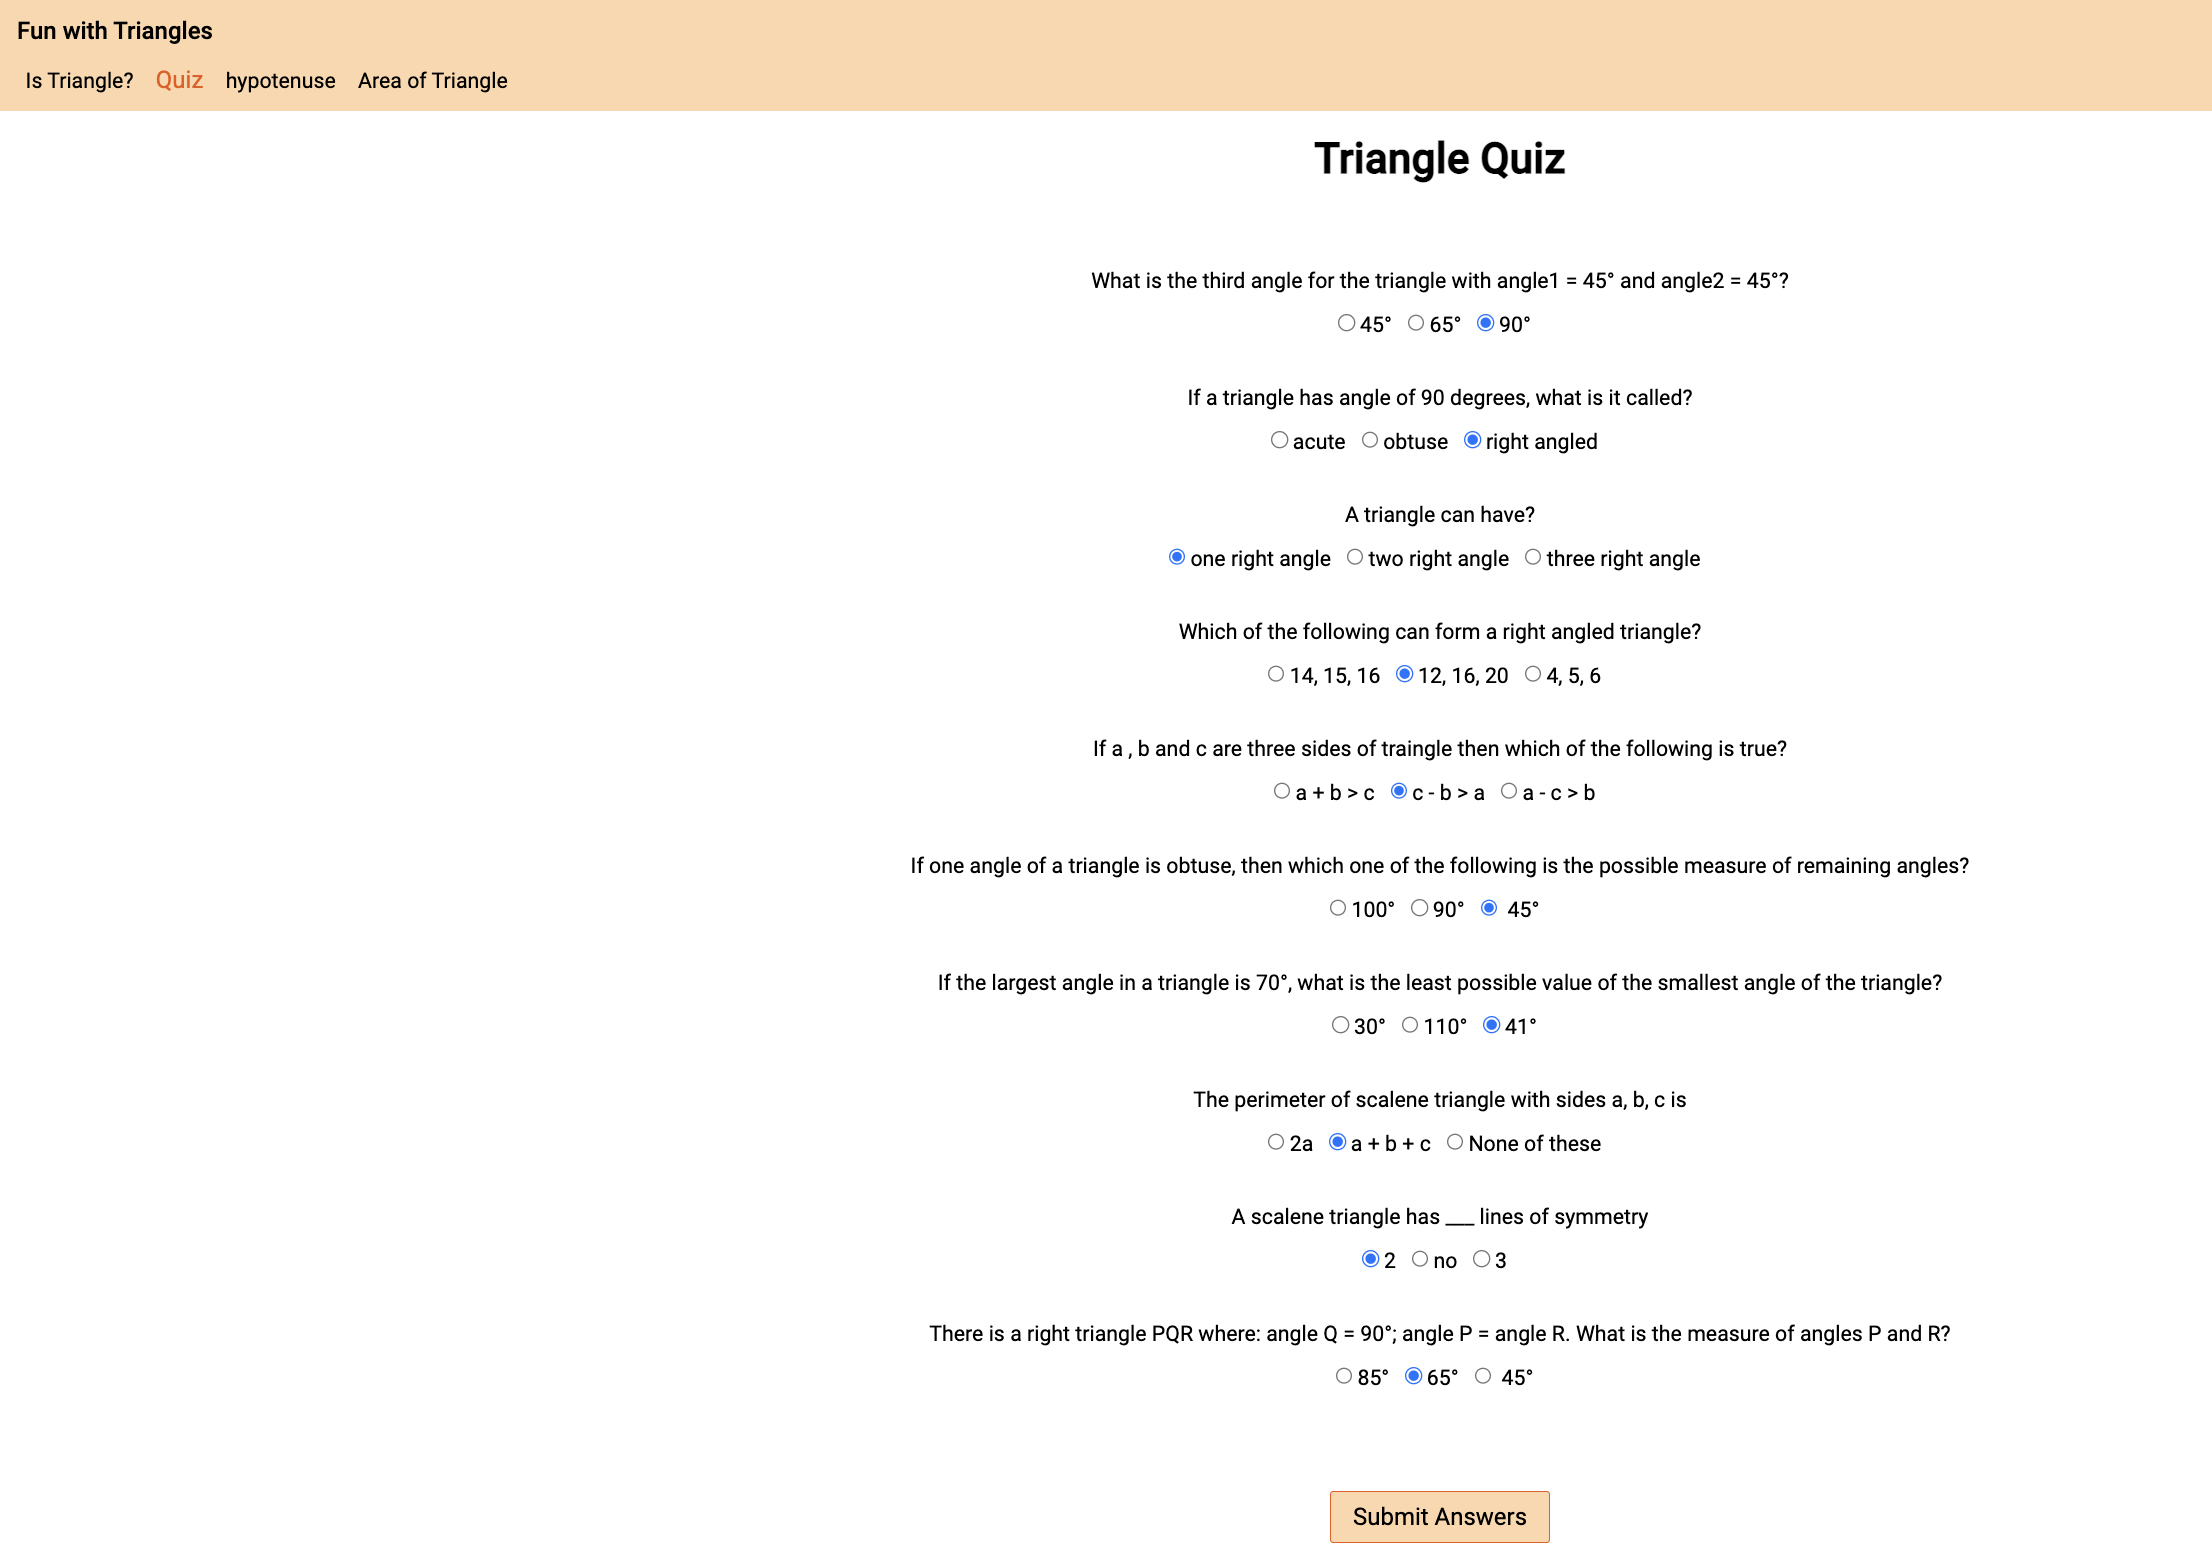 Fun with Triangles
Is Triangle? Quiz hypotenuse Area of Triangle
Triangle Quiz
What is the third angle for the triangle with angle1 = 45° and angle2 = 45°?
45° 65° 90°
If a triangle has angle of 90 degrees, what is it called?
acute obtuse right angled
A triangle can have?
one right angle two right angle three right angle
Which of the following can form a right angled triangle?
14, 15, 16 12, 16, 20 4, 5, 6
If a , b and c are three sides of traingle then which of the following is true?
a + b > c c - b > a a - c > b
If one angle of a triangle is obtuse, then which one of the following is the possible measure of remaining angles?
100° 90° 45°
If the largest angle in a triangle is 70°, what is the least possible value of the smallest angle of the triangle?
30° 110° 41°
The perimeter of scalene triangle with sides a, b, c is
2a a + b + c None of these
A scalene triangle has ___ lines of symmetry
2 no 3
There is a right triangle PQR where: angle Q = 90°; angle P = angle R. What is the measure of angles P and R?
85° 65° 45°
Submit Answers